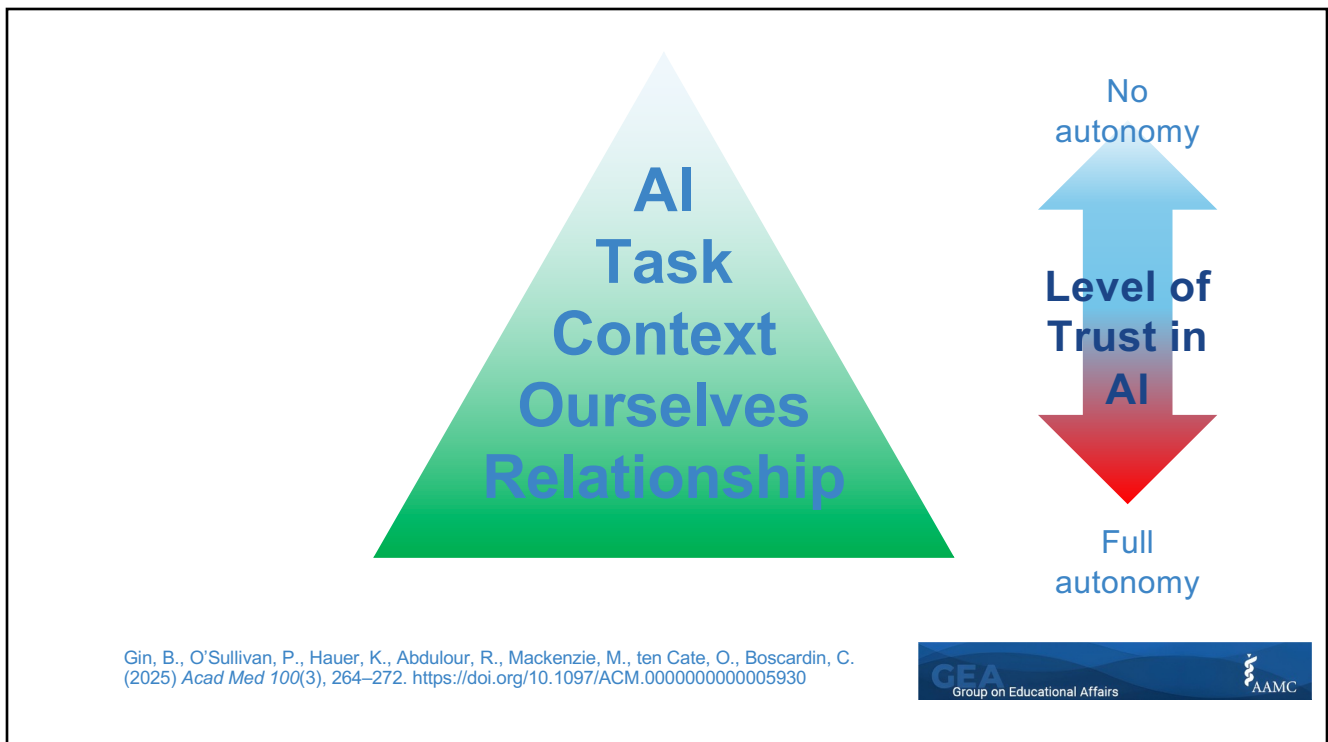 AI
Task
Context
Ourselves
Relationship
No
autonomy
Level of
Trust in
AI
Full
autonomy
Gin, B., O'Sullivan, P., Hauer, K., Abdulour, R., Mackenzie, M., ten Cate, O., Boscardin, C.
(2025) Acad Med 100(3), 264–272. https://doi.org/10.1097/ACM.0000000000005930
GEA
Group on Educational Affairs
AAMC